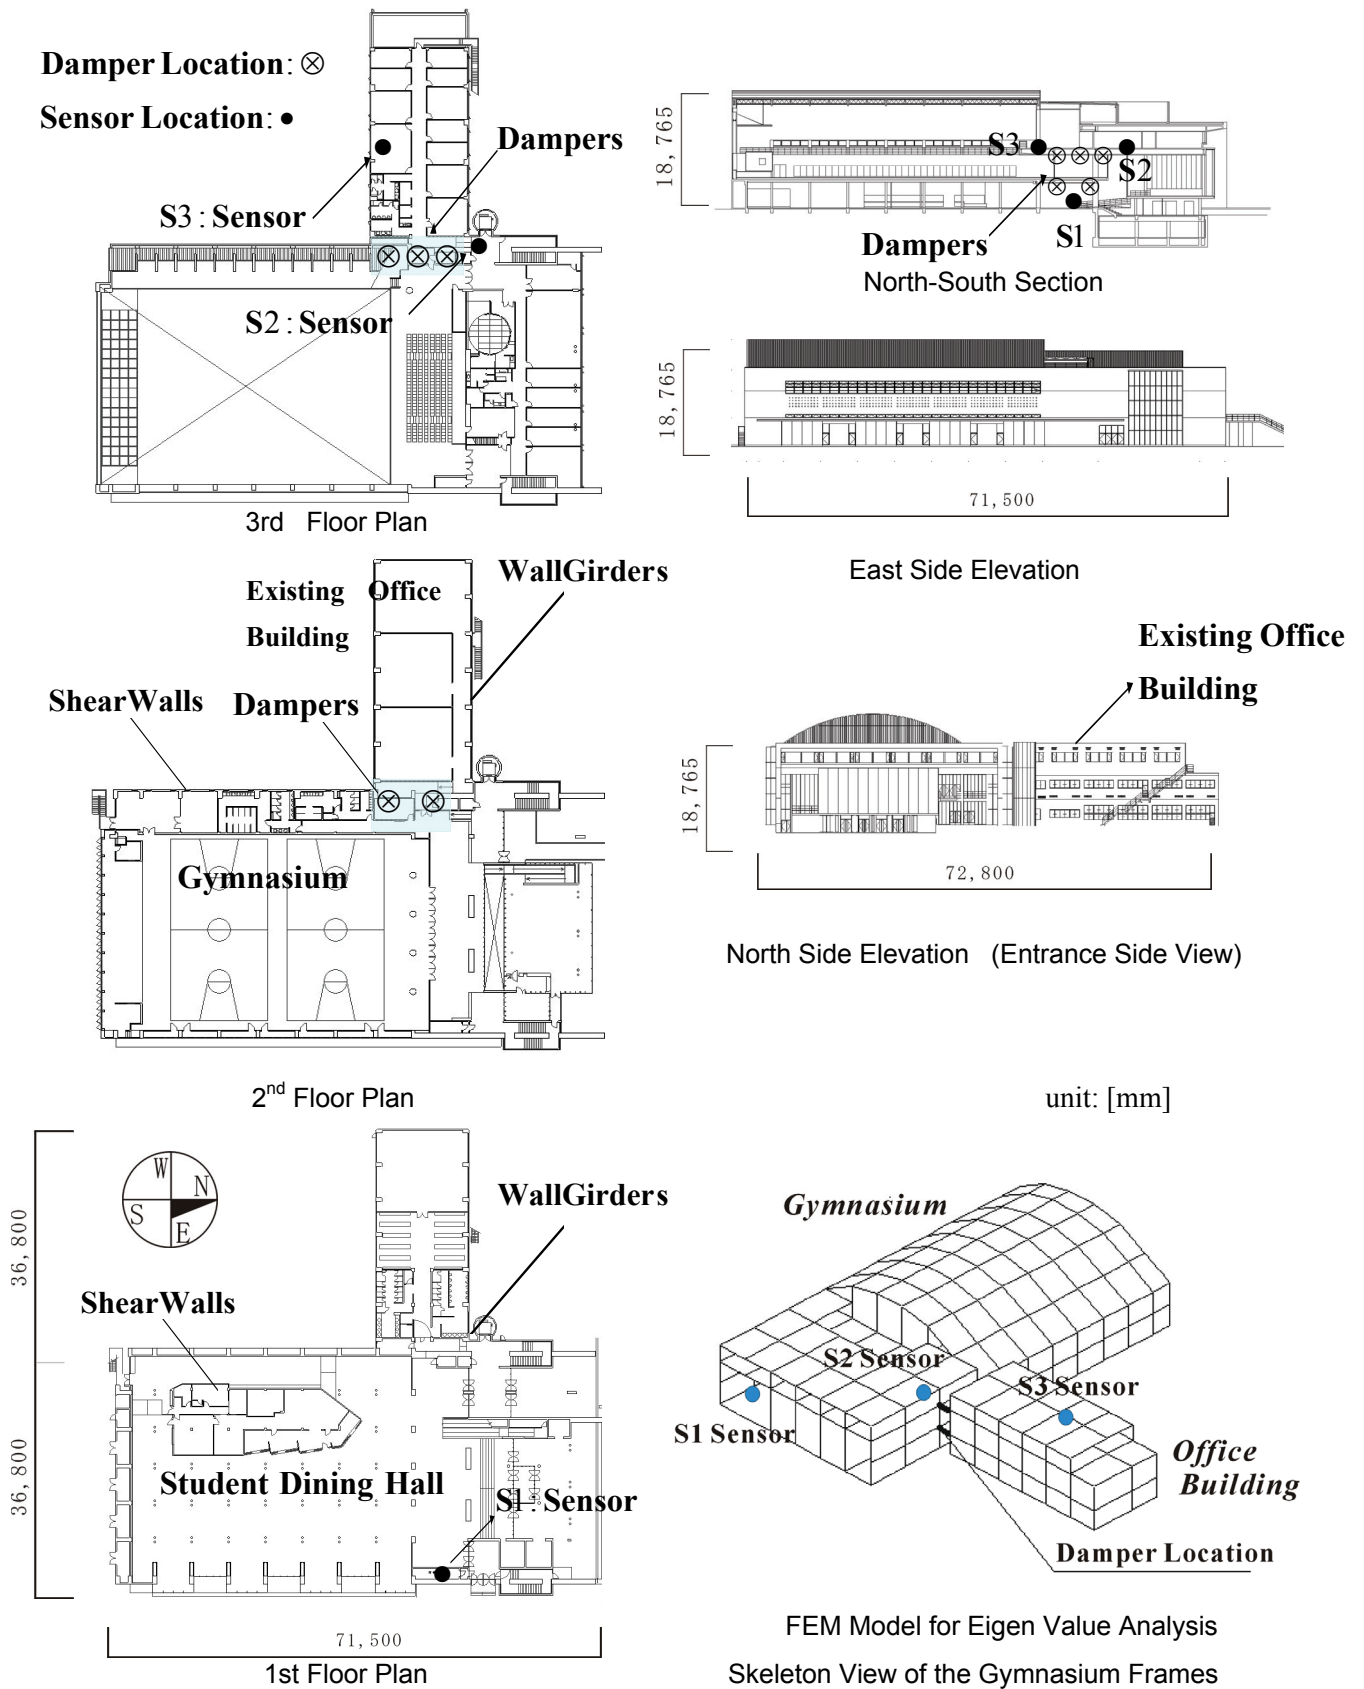 Damper Location: ⊗
Sensor Location: ●
Dampers
S3 : Sensor
S2 : Sensor
3rd Floor Plan
18,765
S3
S2
S1
Dampers
North-South Section
18,765
71,500
East Side Elevation
Existing Office
Building
WallGirders
ShearWalls
Dampers
Gymnasium
2nd Floor Plan
Existing Office
Building
18,765
72,800
North Side Elevation (Entrance Side View)
unit: [mm]
36,800
36,800
W
N
S
E
WallGirders
ShearWalls
Student Dining Hall
S1 : Sensor
71,500
1st Floor Plan
Gymnasium
S2 Sensor
S3 Sensor
S1 Sensor
Office
Building
Damper Location
FEM Model for Eigen Value Analysis
Skeleton View of the Gymnasium Frames